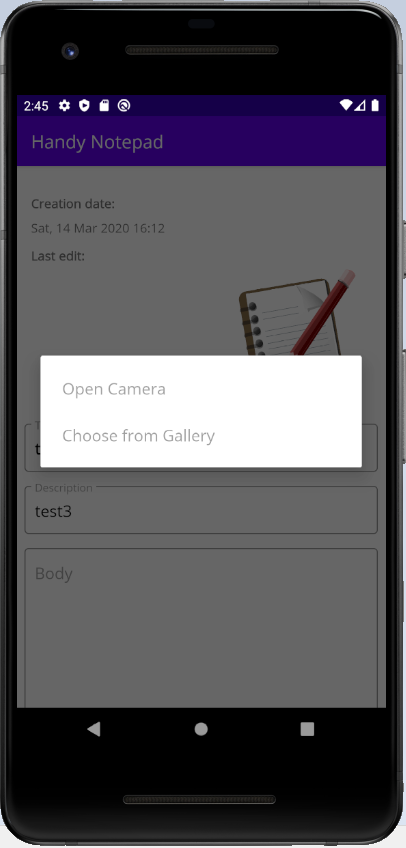 2:45
Handy Notepad
Creation date:
Sat, 14 Mar 2020 16:12
Last edit:
Open Camera
Choose from Gallery
Description
test3
Body